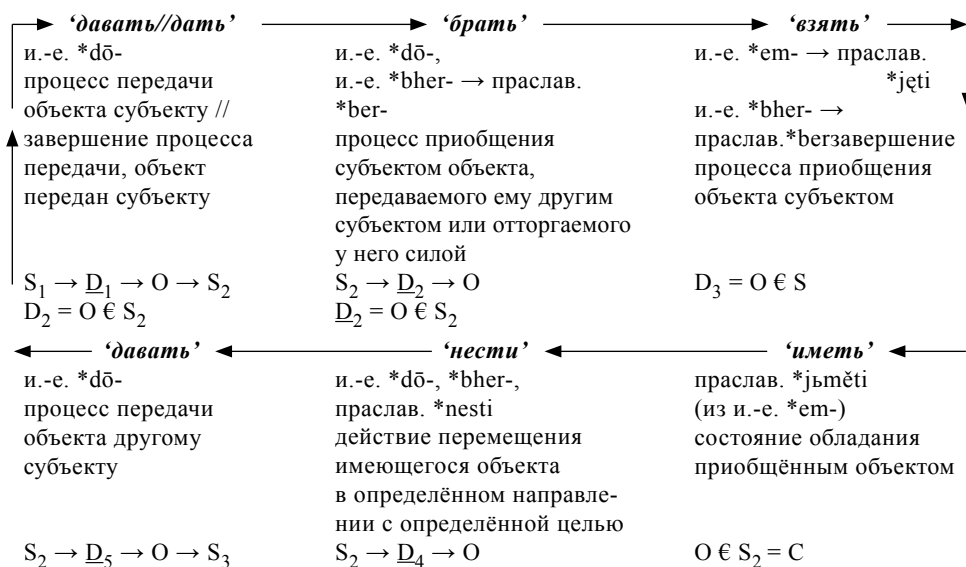 ‘давать//дать’
и.-е. *dō-
процесс передачи
объекта субъекту //
завершение процесса
передачи, объект
передан субъекту
S₁ → D₁ → O → S₂
D₂ = O € S₂
‘брать’
и.-е. *dō-,
и.-е. *bher- → праслав.
*ber-
процесс приобщения
субъектом объекта,
передаваемого ему другим
субъектом или отторгаемого
у него силой
S₂ → D₂ → O
D₂ = O € S₂
‘взять’
и.-е. *em- → праслав.
*jęti
и.-е. *bher- →
праслав.*berзавершение
процесса приобщения
объекта субъектом
D₃ = O € S
‘давать’
и.-е. *dō-
процесс передачи
объекта другому
субъекту
S₂ → D₅ → O → S₃
‘нести’
и.-е. *dō-, *bher-,
праслав. *nesti
действие перемещения
имеющегося объекта
в определённом направле-
нии с определённой целью
S₂ → D₄ → O
‘иметь’
праслав. *jьměti
(из и.-е. *em-)
состояние обладания
приобщённым объектом
O € S₂ = C